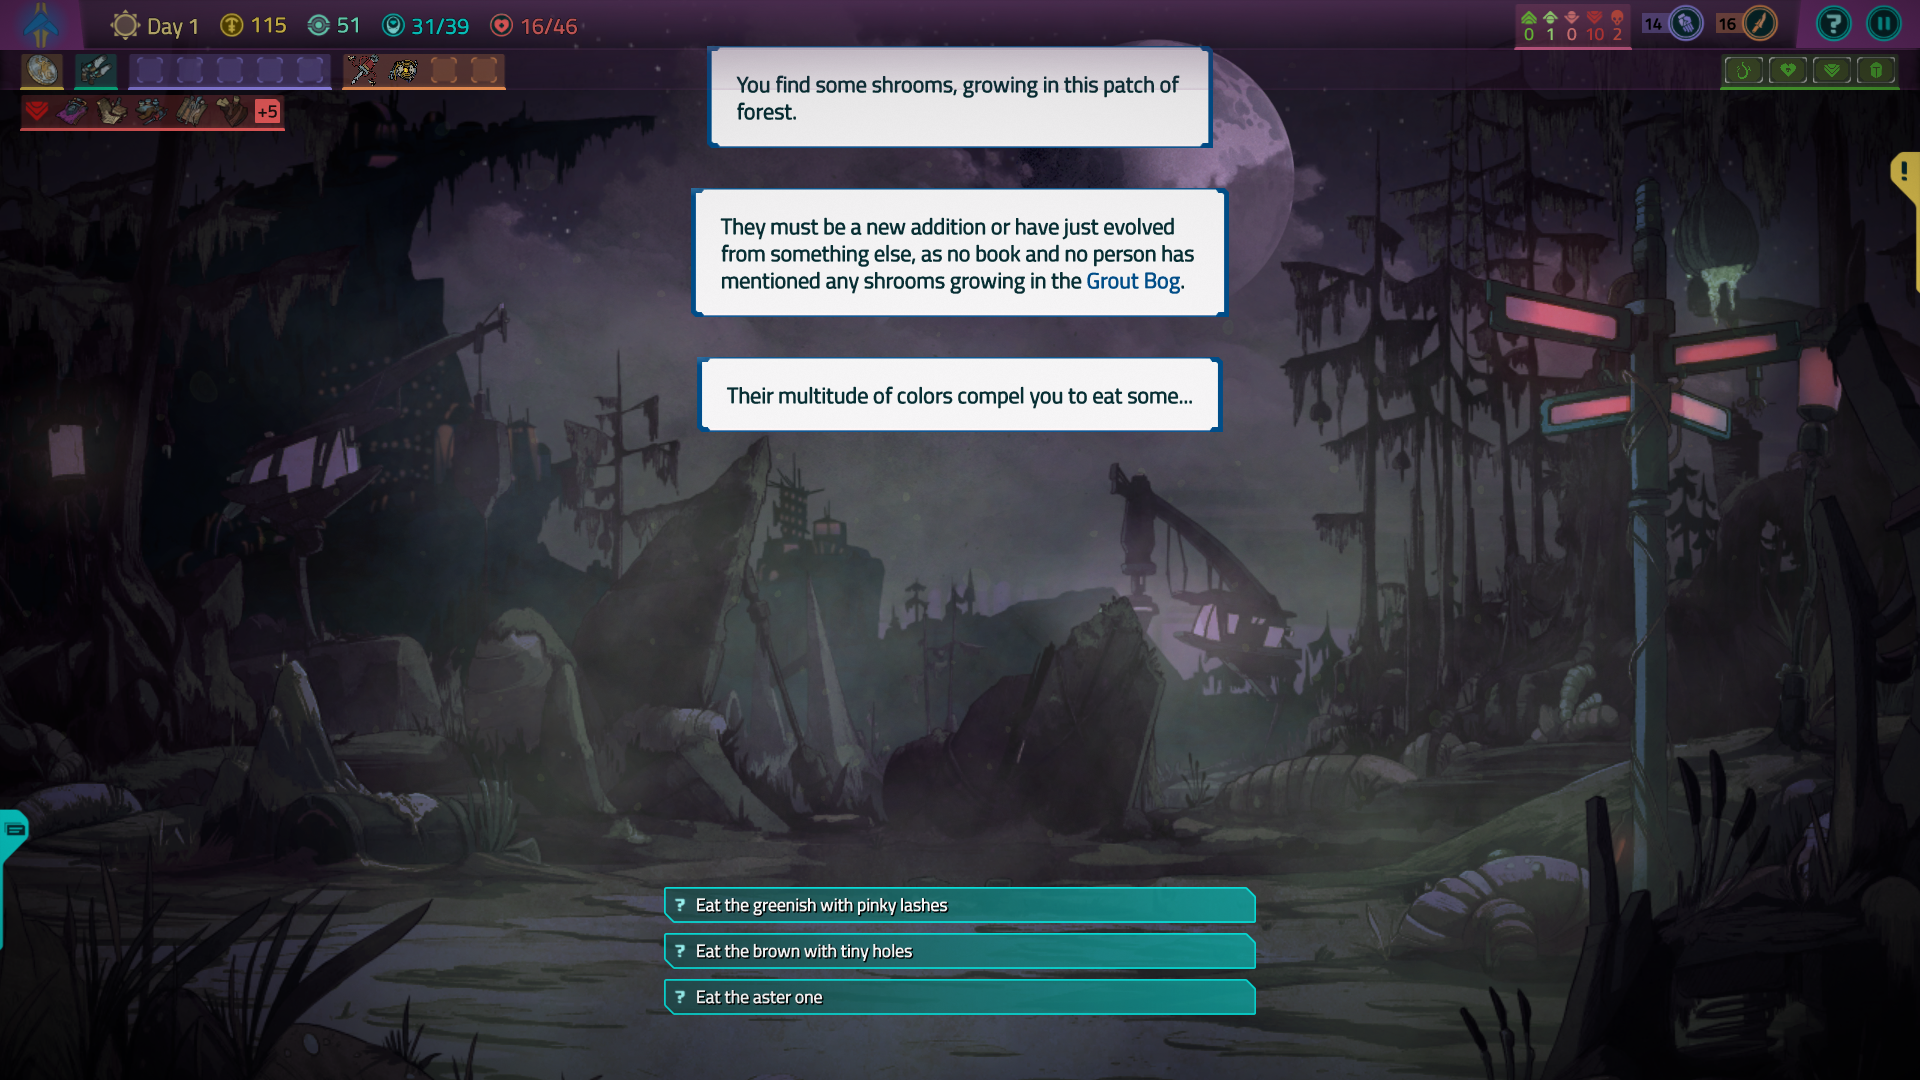 Day 1 115 51 31/39 16/46
0 1 0 10 2 14 16 ?
+5
!
You find some shrooms, growing in this patch of
forest.
They must be a new addition or have just evolved
from something else, as no book and no person has
mentioned any shrooms growing in the Grout Bog.
Their multitude of colors compel you to eat some...
? Eat the greenish with pinky lashes
? Eat the brown with tiny holes
? Eat the aster one